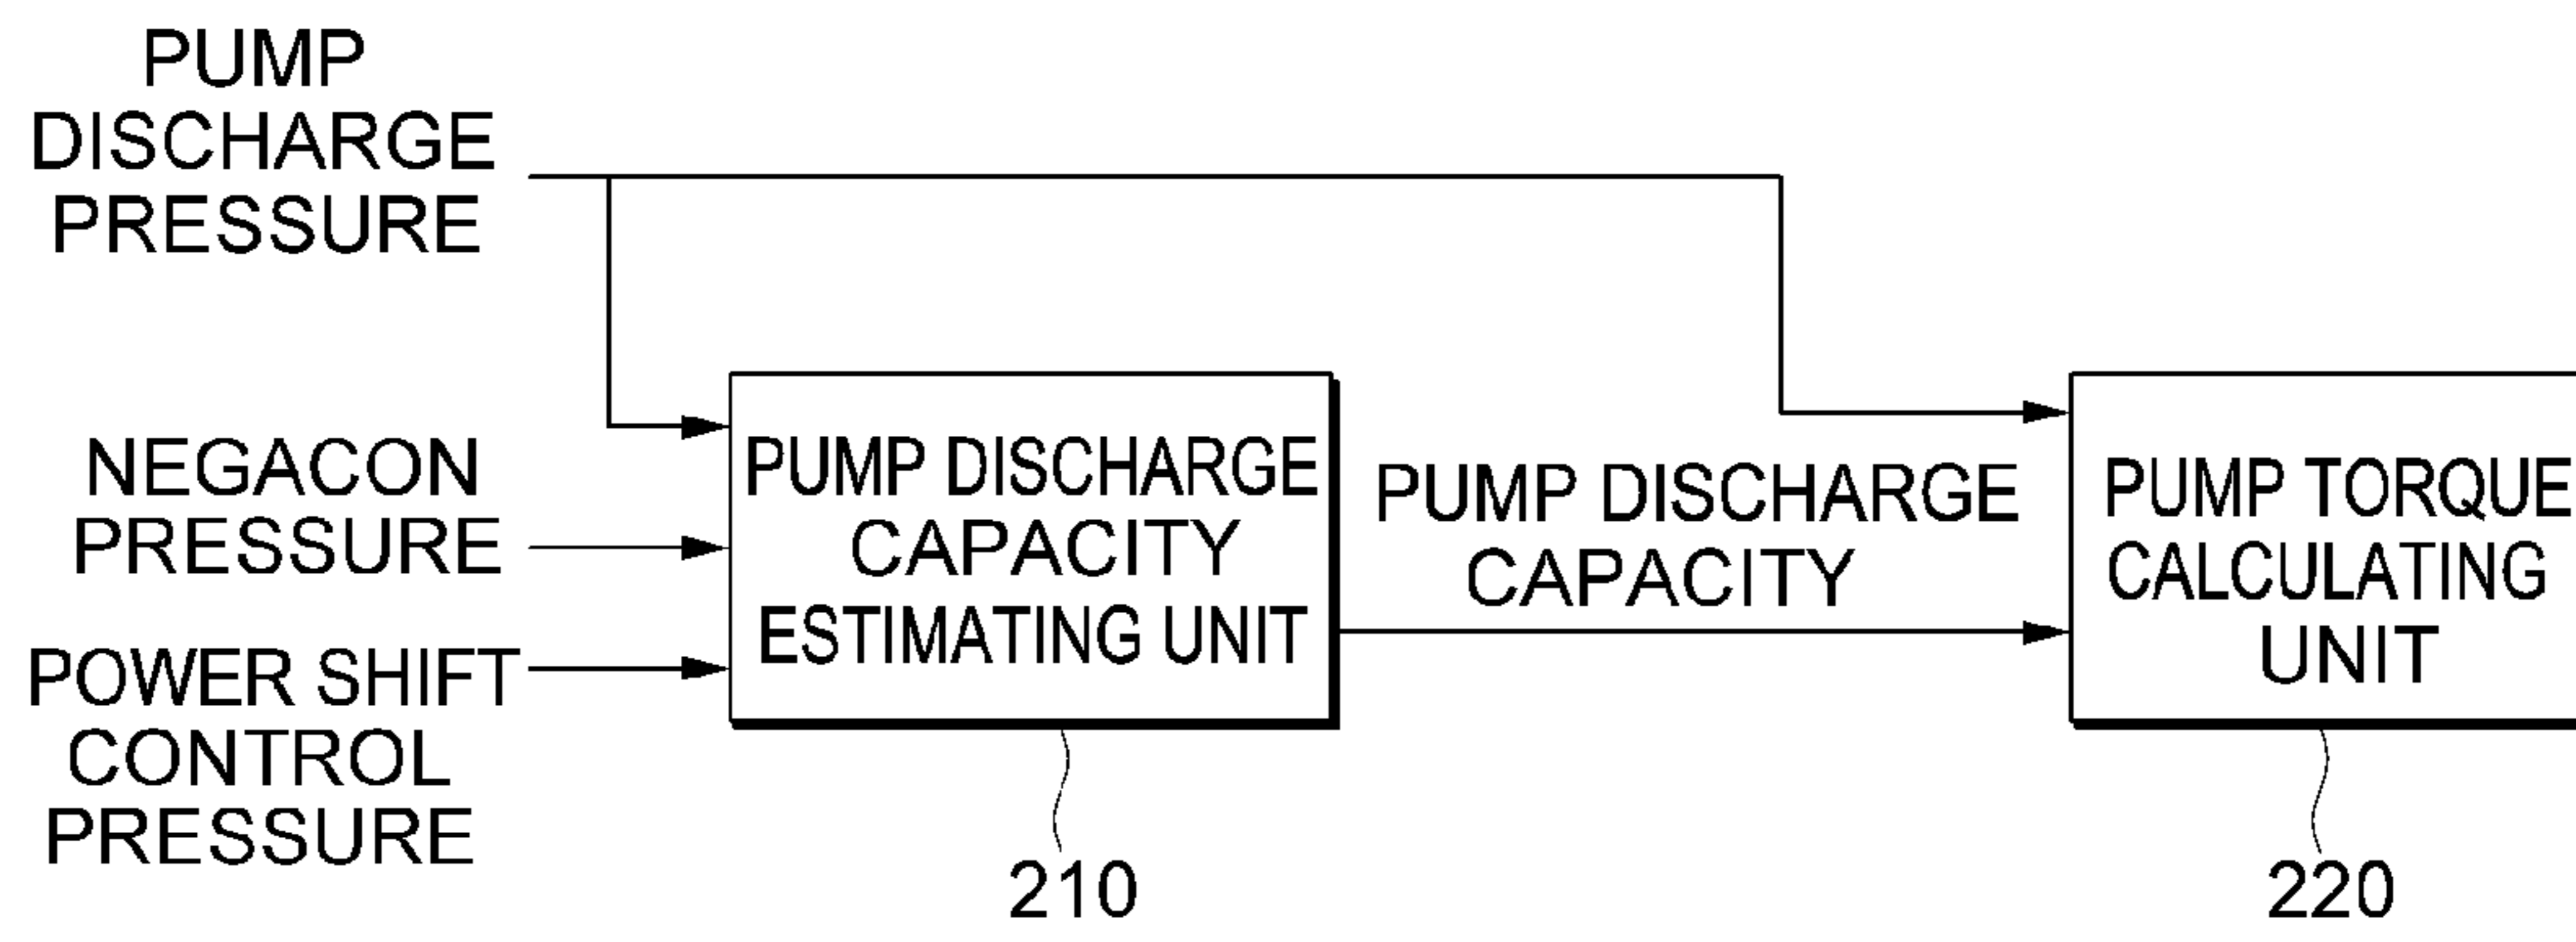 PUMP
DISCHARGE
PRESSURE
NEGACON
PRESSURE
POWER SHIFT
CONTROL
PRESSURE
PUMP DISCHARGE
CAPACITY
ESTIMATING UNIT
210
PUMP DISCHARGE
CAPACITY
PUMP TORQUE
CALCULATING
UNIT
220